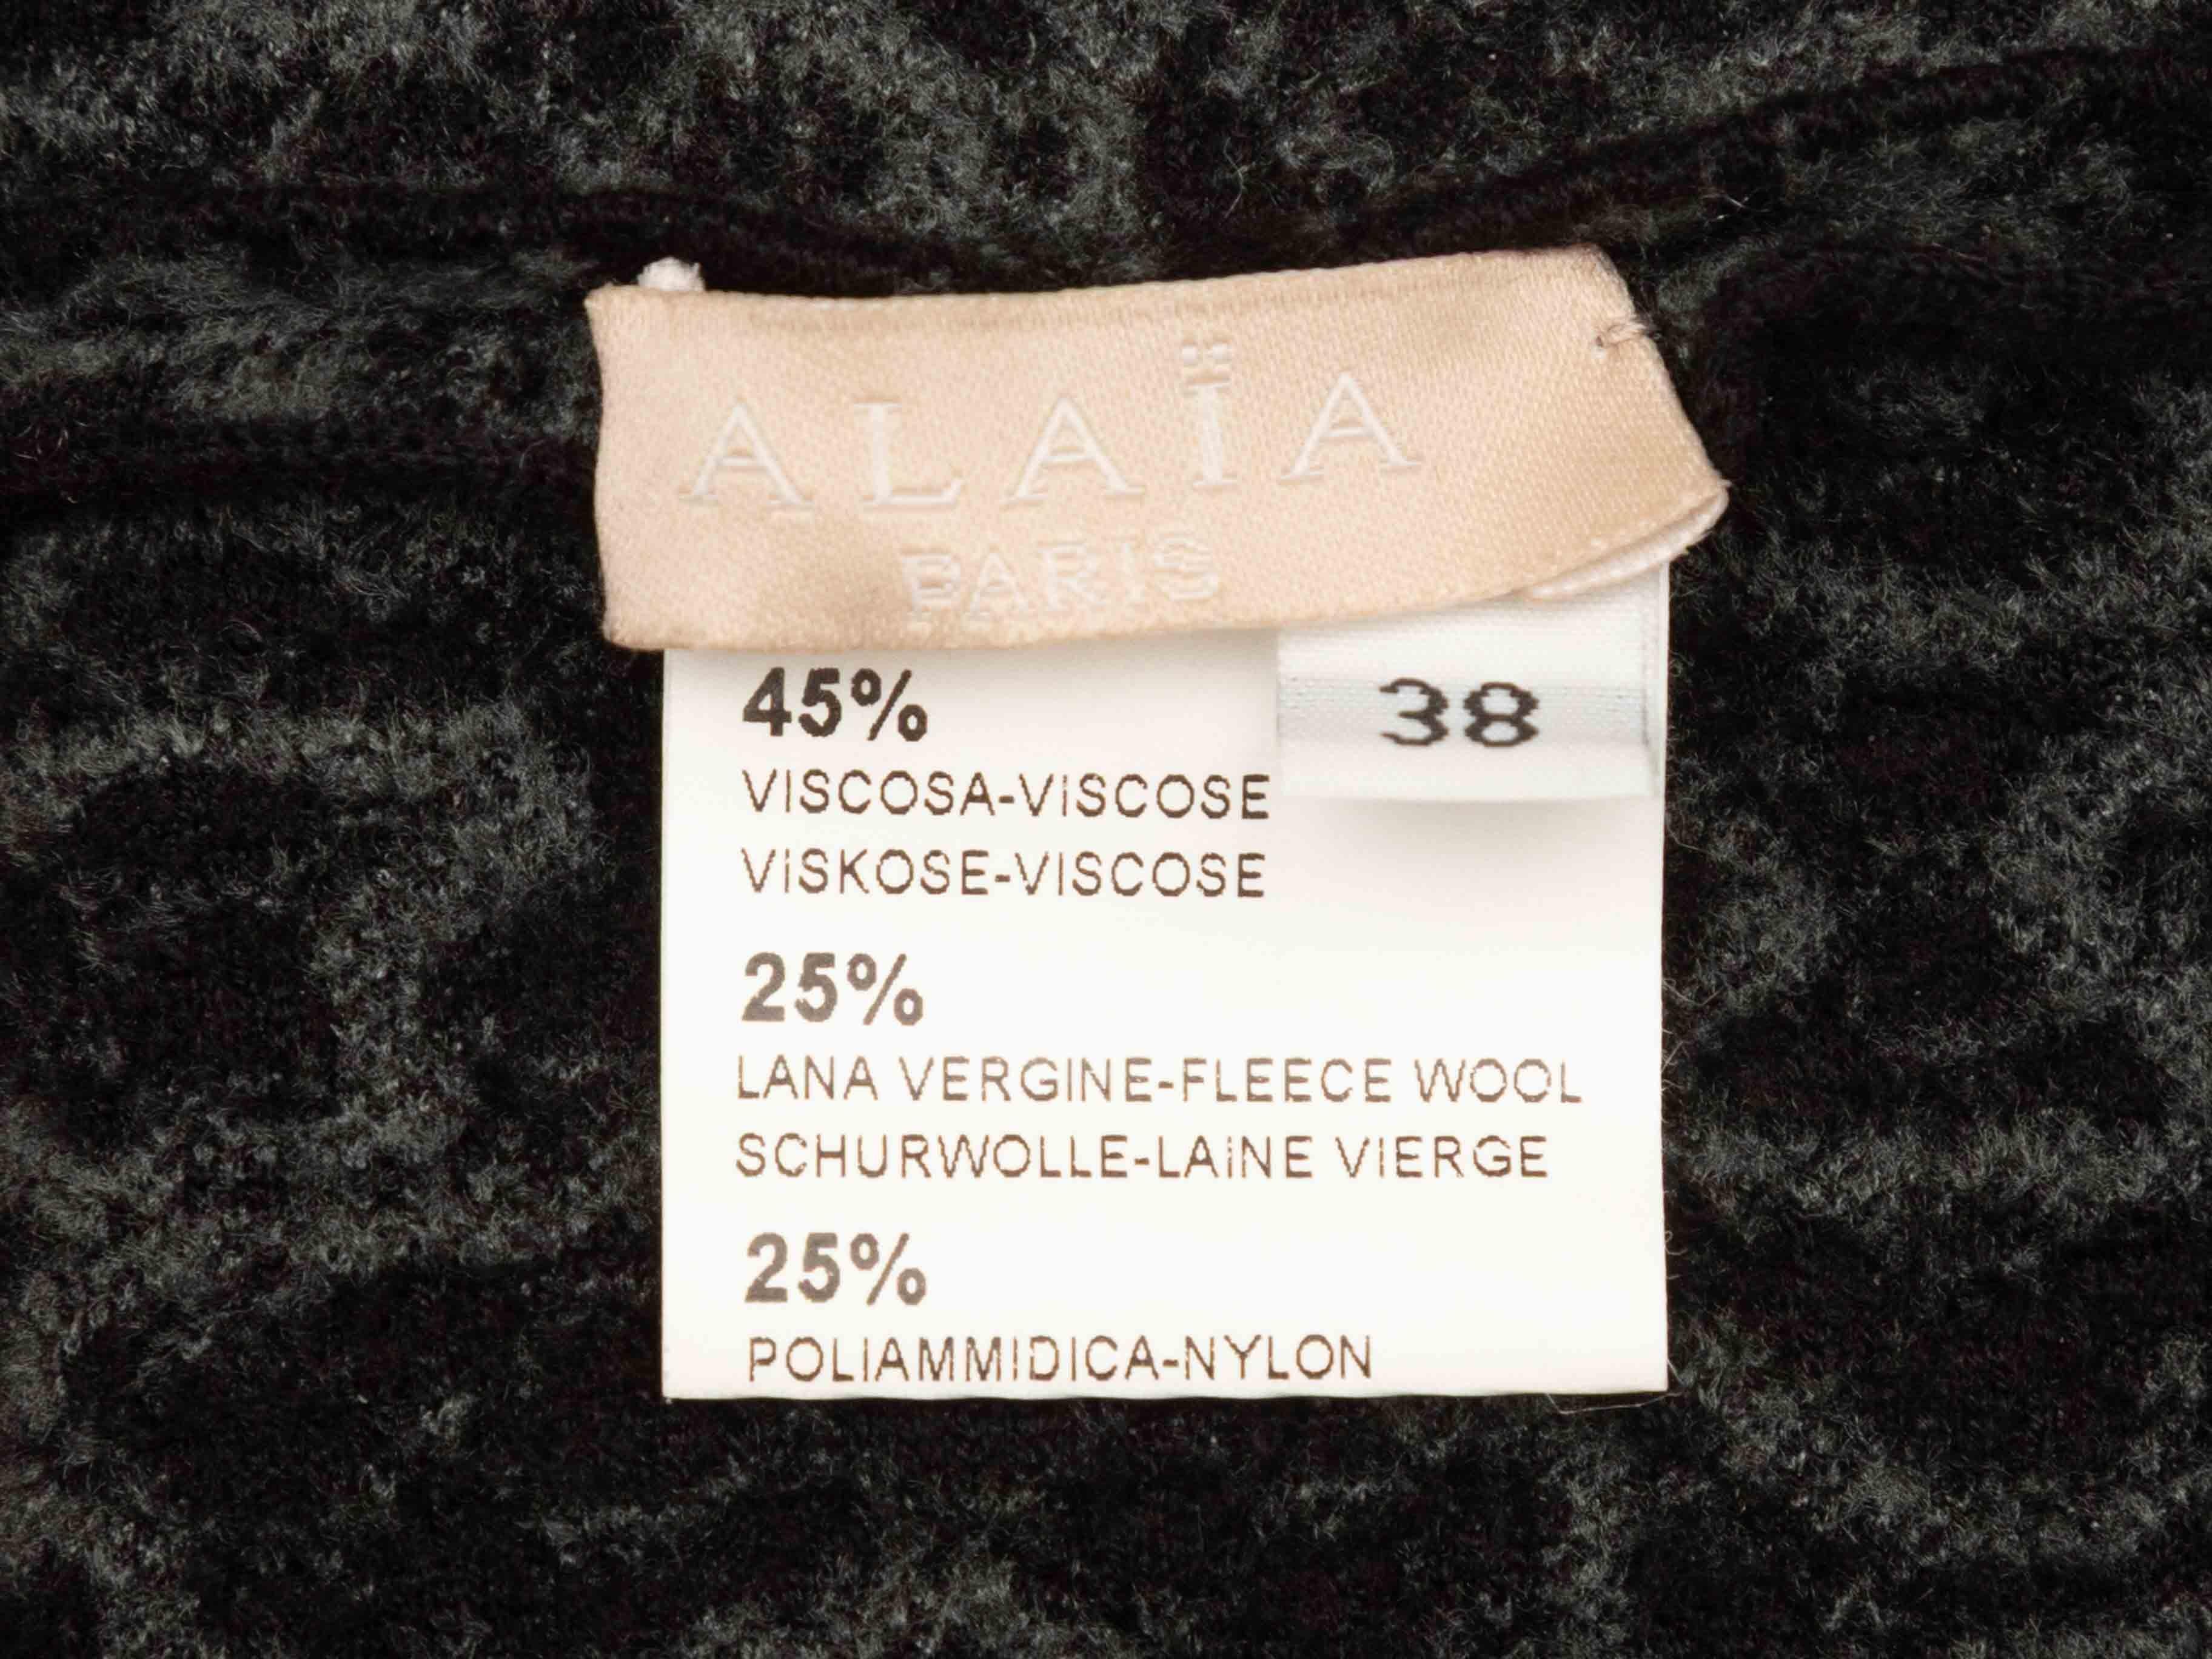 ALAÏA
PARIS
45%
38
VISCOSA-VISCOSE
VISKOSE-VISCOSE
25%
LANA VERGINE-FLEECE WOOL
SCHURWOLLE-LAINE VIERGE
25%
POLIAMMIDICA-NYLON